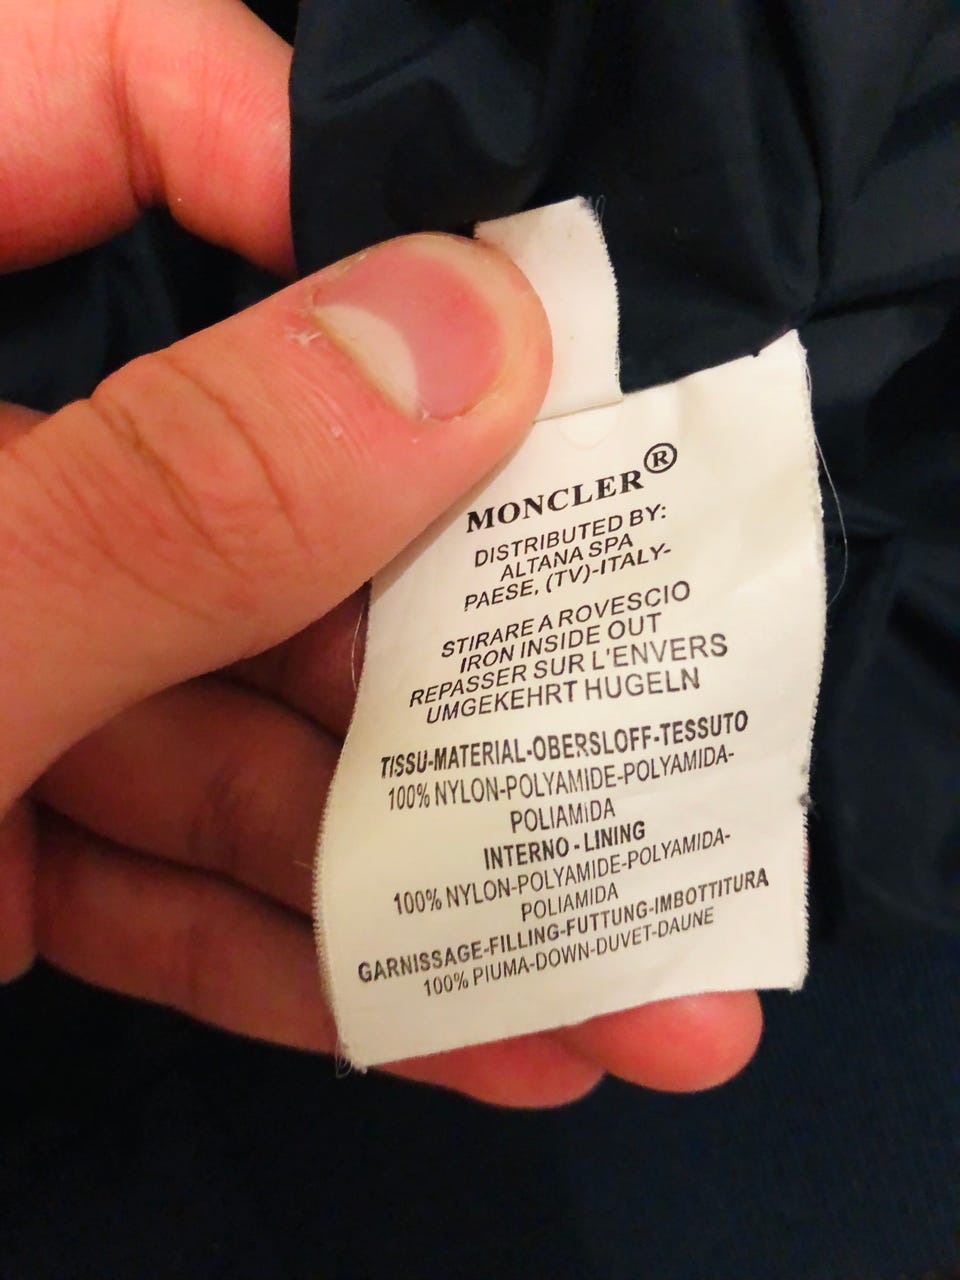 MONCLER®
DISTRIBUTED BY:
ALTANA SPA
PAESE, (TV)-ITALY-
STIRARE A ROVESCIO
IRON INSIDE OUT
REPASSER SUR L'ENVERS
UMGEKEHRT HUGELN
TISSU-MATERIAL-OBERSLOFF-TESSUTO
100% NYLON-POLYAMIDE-POLYAMIDA-
POLIAMIDA
INTERNO - LINING
100% NYLON-POLYAMIDE-POLYAMIDA-
POLIAMIDA
GARNISSAGE-FILLING-FUTTUNG-IMBOTTITURA
100% PIUMA-DOWN-DUVET-DAUNE